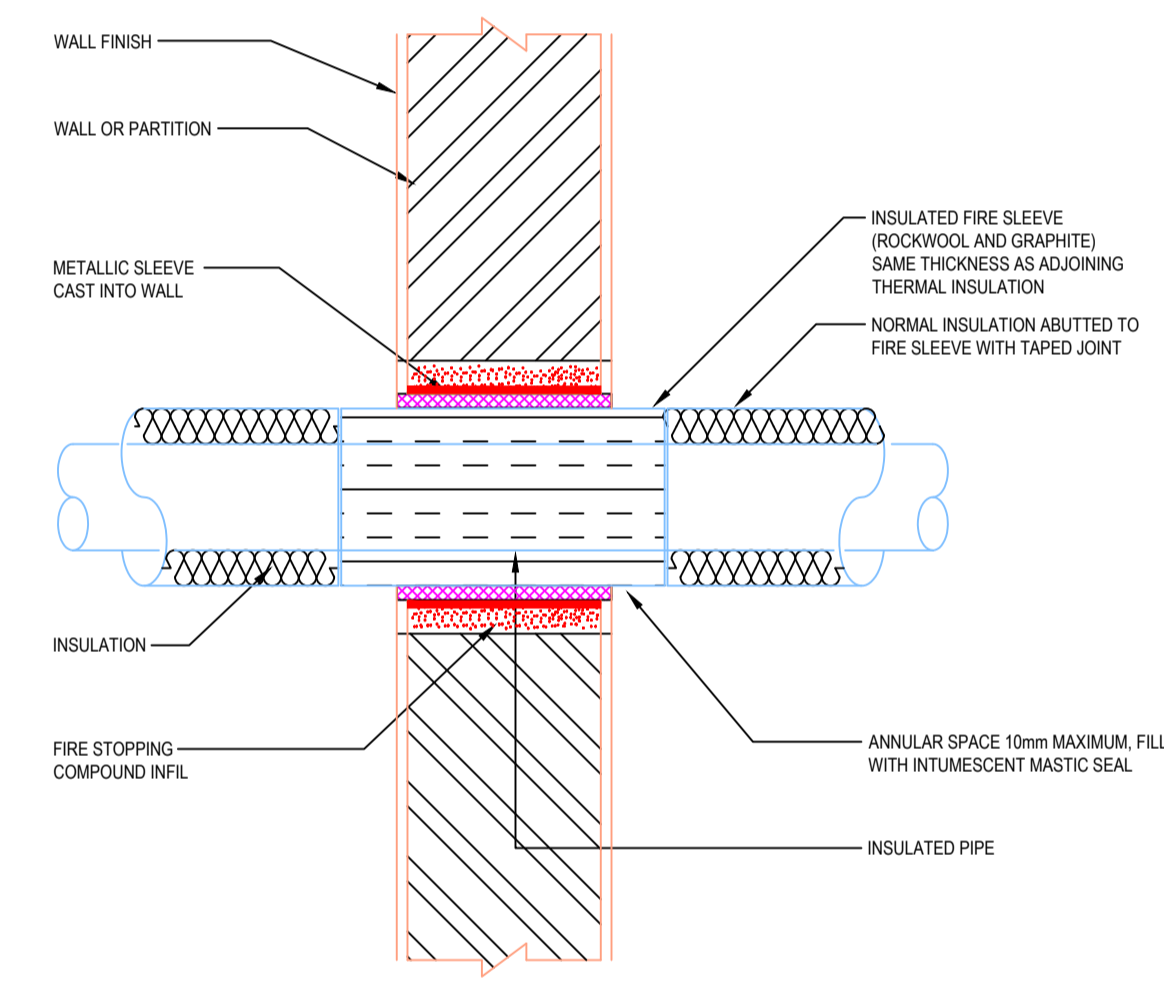 WALL FINISH
WALL OR PARTITION
METALLIC SLEEVE
CAST INTO WALL
INSULATED FIRE SLEEVE
(ROCKWOOL AND GRAPHITE)
SAME THICKNESS AS ADJOINING
THERMAL INSULATION
NORMAL INSULATION ABUTTED TO
FIRE SLEEVE WITH TAPED JOINT
INSULATION
FIRE STOPPING
COMPOUND INFIL
ANNULAR SPACE 10mm MAXIMUM, FILL
WITH INTUMESCENT MASTIC SEAL
INSULATED PIPE